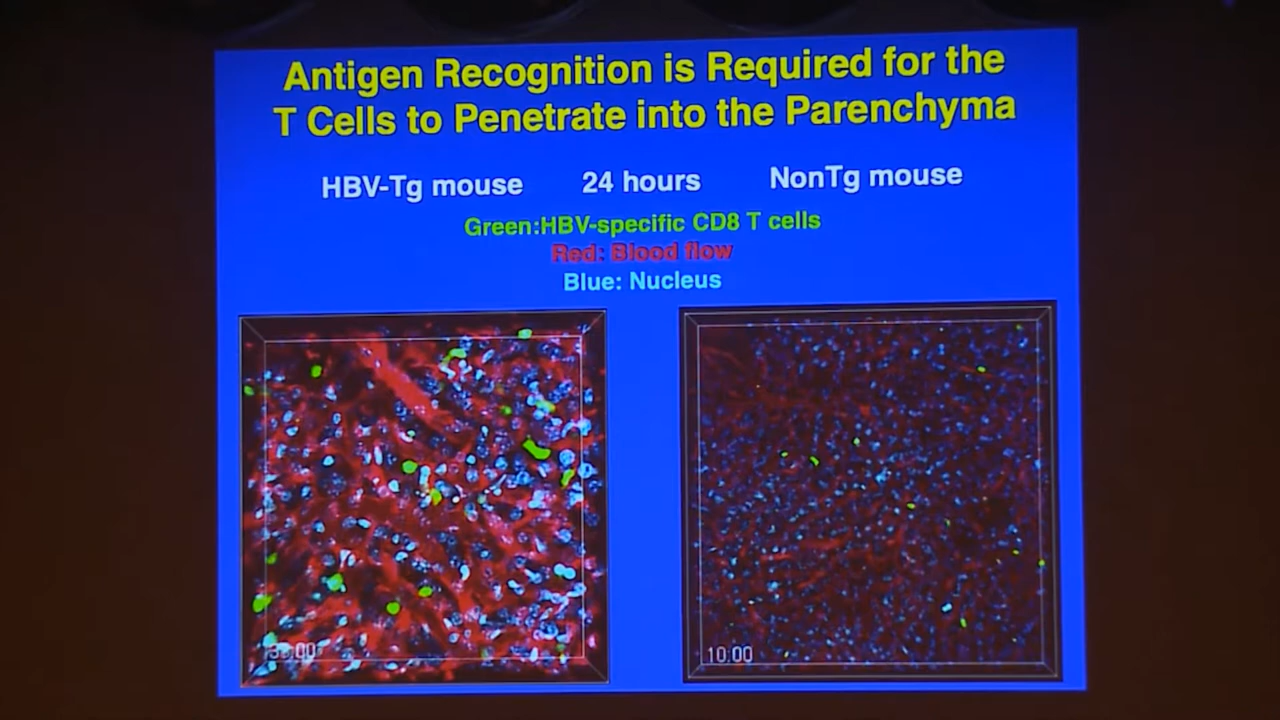 Antigen Recognition is Required for the
T Cells to Penetrate into the Parenchyma
HBV-Tg mouse 24 hours NonTg mouse
Green:HBV-specific CD8 T cells
Red: Blood flow
Blue: Nucleus
10:00